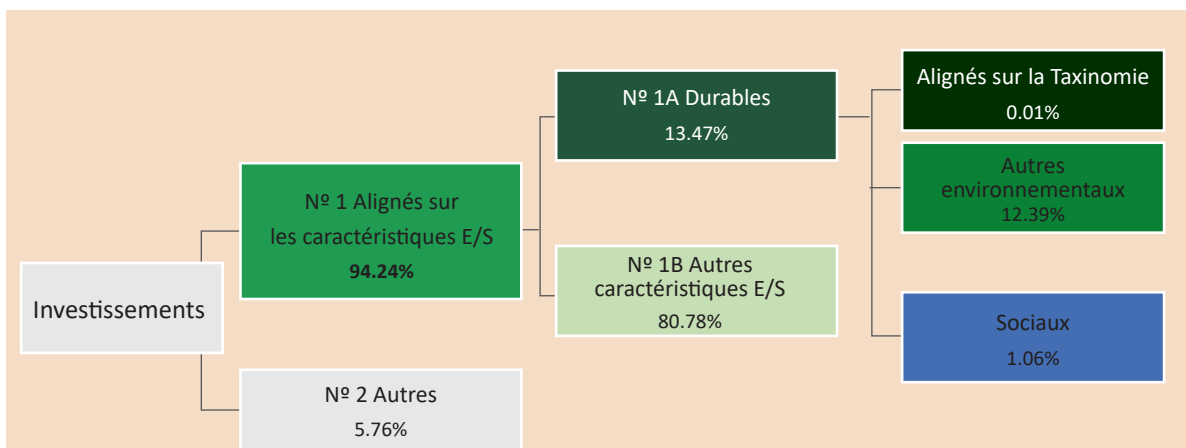 Investissements
Nº 1 Alignés sur
les caractéristiques E/S
94.24%
Nº 2 Autres
5.76%
Nº 1A Durables
13.47%
Nº 1B Autres
caractéristiques E/S
80.78%
Alignés sur la Taxinomie
0.01%
Autres
environnementaux
12.39%
Sociaux
1.06%